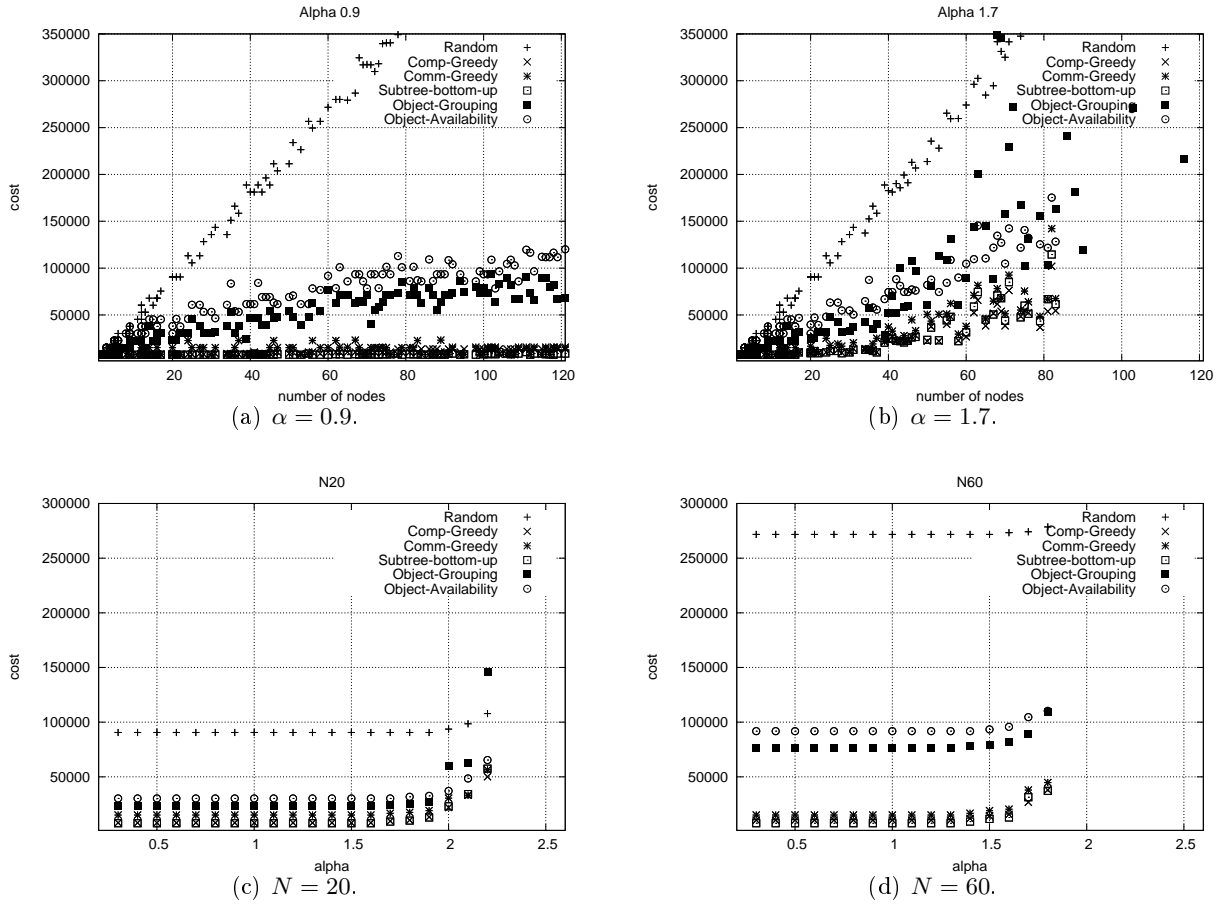 Alpha 0.9
350000
300000
250000
200000
150000
100000
50000
cost
Random
Comp-Greedy
Comm-Greedy
Subtree-bottom-up
Object-Grouping
Object-Availability
20 40 60 80 100 120
number of nodes
(a) α = 0.9.
Alpha 1.7
350000
300000
250000
200000
150000
100000
50000
cost
Random
Comp-Greedy
Comm-Greedy
Subtree-bottom-up
Object-Grouping
Object-Availability
20 40 60 80 100 120
number of nodes
(b) α = 1.7.
N20
300000
250000
200000
150000
100000
50000
cost
Random
Comp-Greedy
Comm-Greedy
Subtree-bottom-up
Object-Grouping
Object-Availability
0.5 1 1.5 2 2.5
alpha
(c) N = 20.
N60
300000
250000
200000
150000
100000
50000
cost
Random
Comp-Greedy
Comm-Greedy
Subtree-bottom-up
Object-Grouping
Object-Availability
0.5 1 1.5 2 2.5
alpha
(d) N = 60.